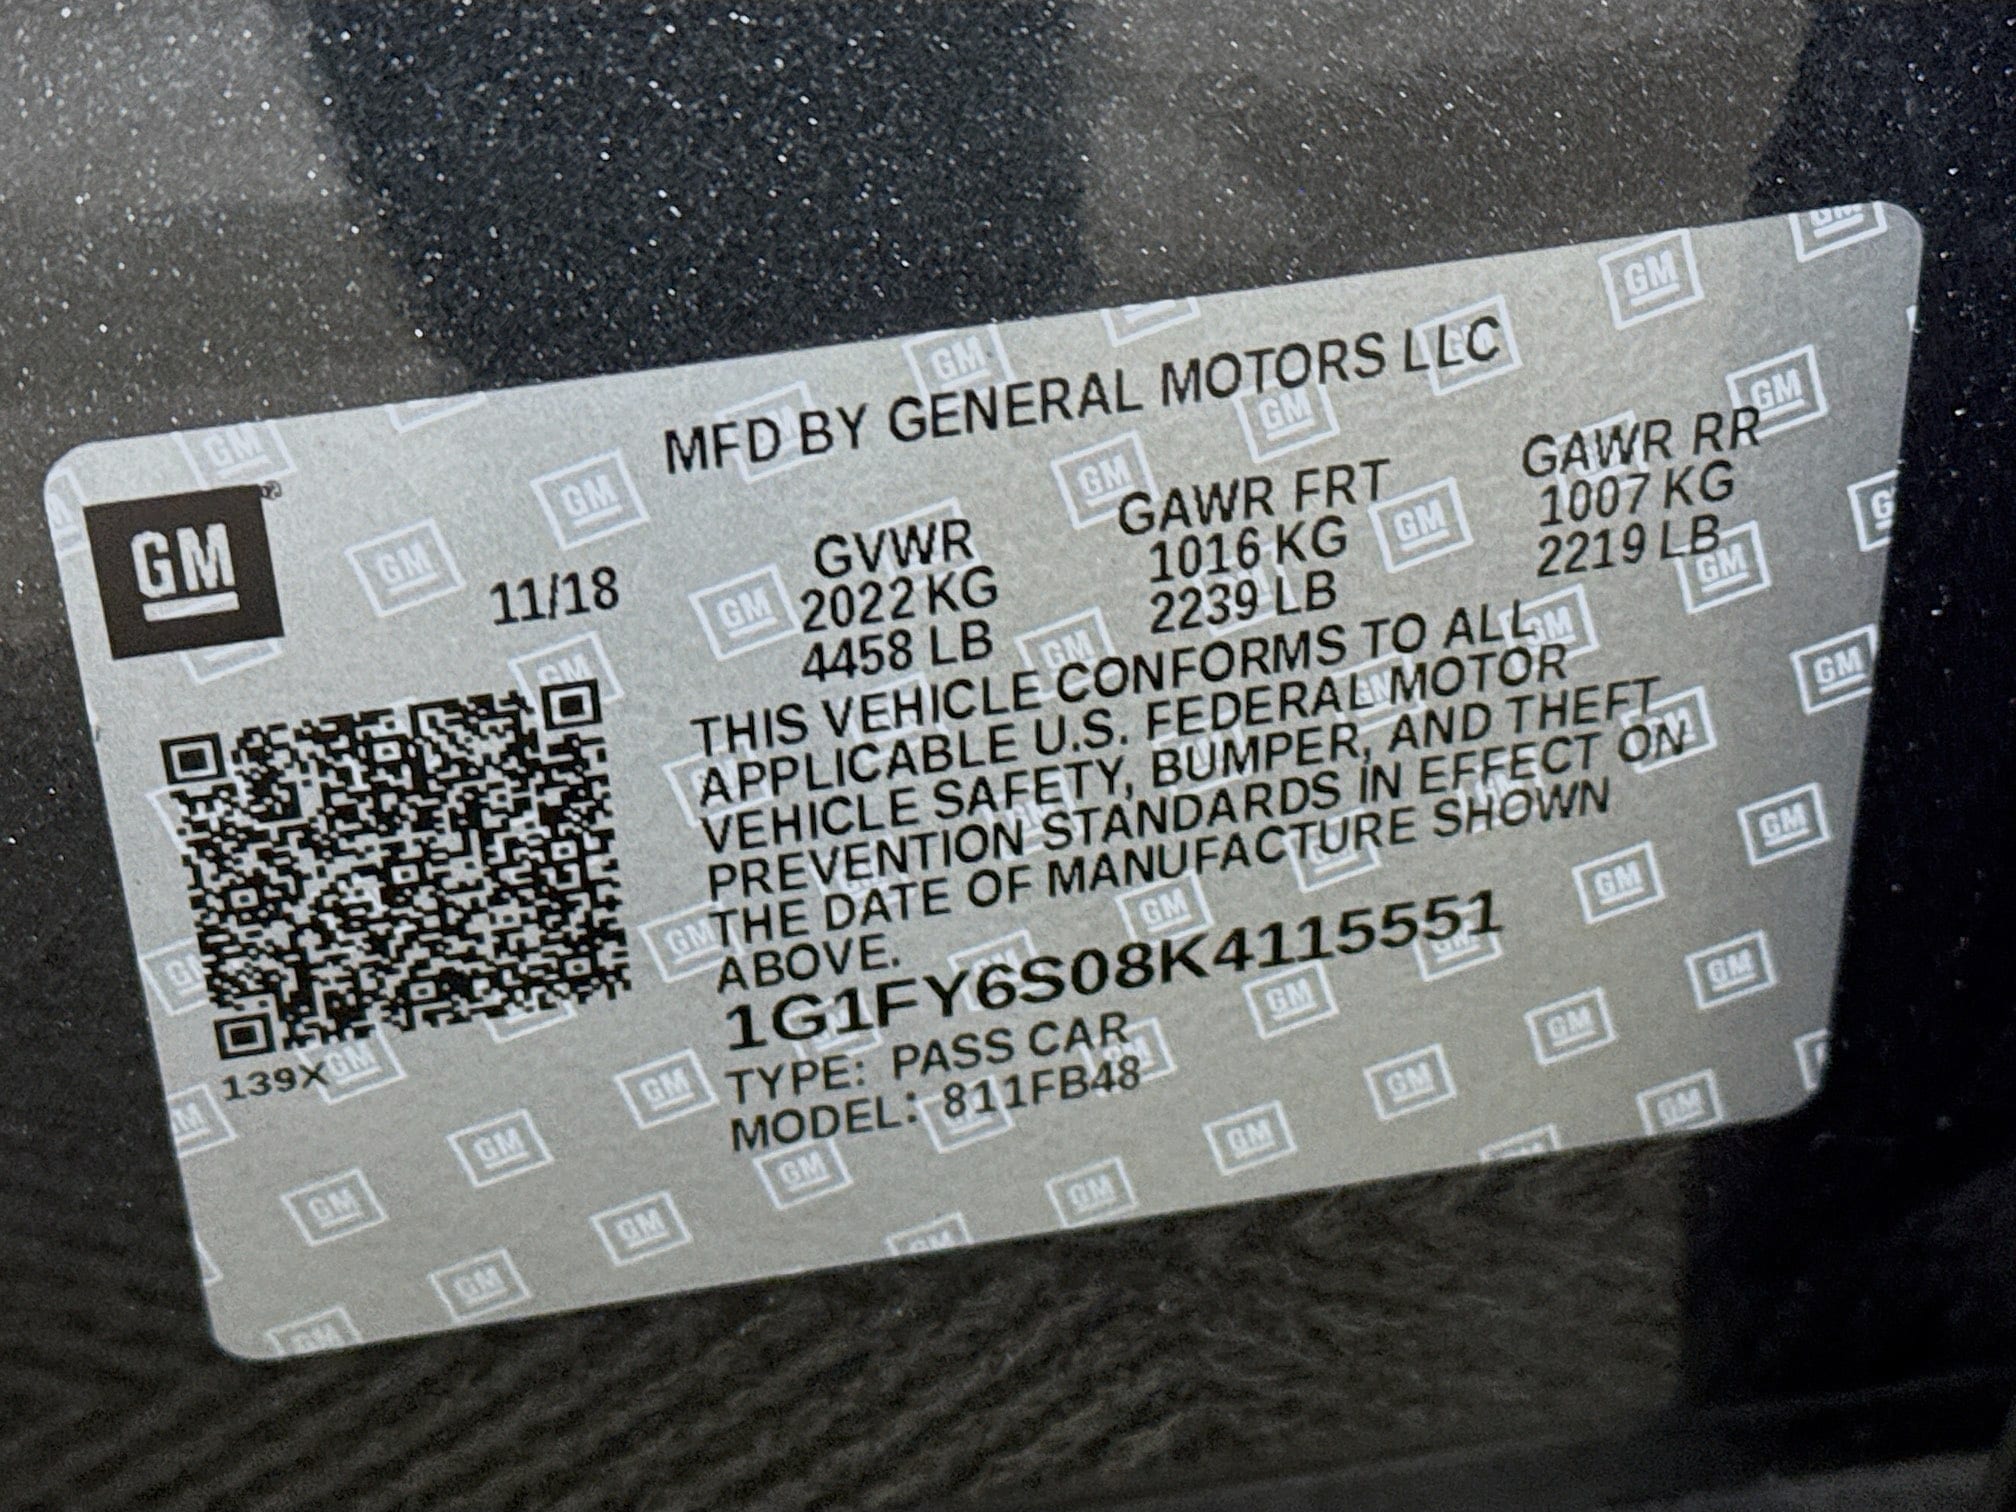 MFD BY GENERAL MOTORS LLC
GM
11/18
GVWR
2022 KG
4458 LB
GAWR FRT
1016 KG
2239 LB
GAWR RR
1007 KG
2219 LB
THIS VEHICLE CONFORMS TO ALL
APPLICABLE U.S. FEDERAL MOTOR
VEHICLE SAFETY, BUMPER, AND THEFT
PREVENTION STANDARDS IN EFFECT ON
THE DATE OF MANUFACTURE SHOWN
ABOVE.
1G1FY6S08K4115551
TYPE: PASS CAR
MODEL: 811FB48
139X